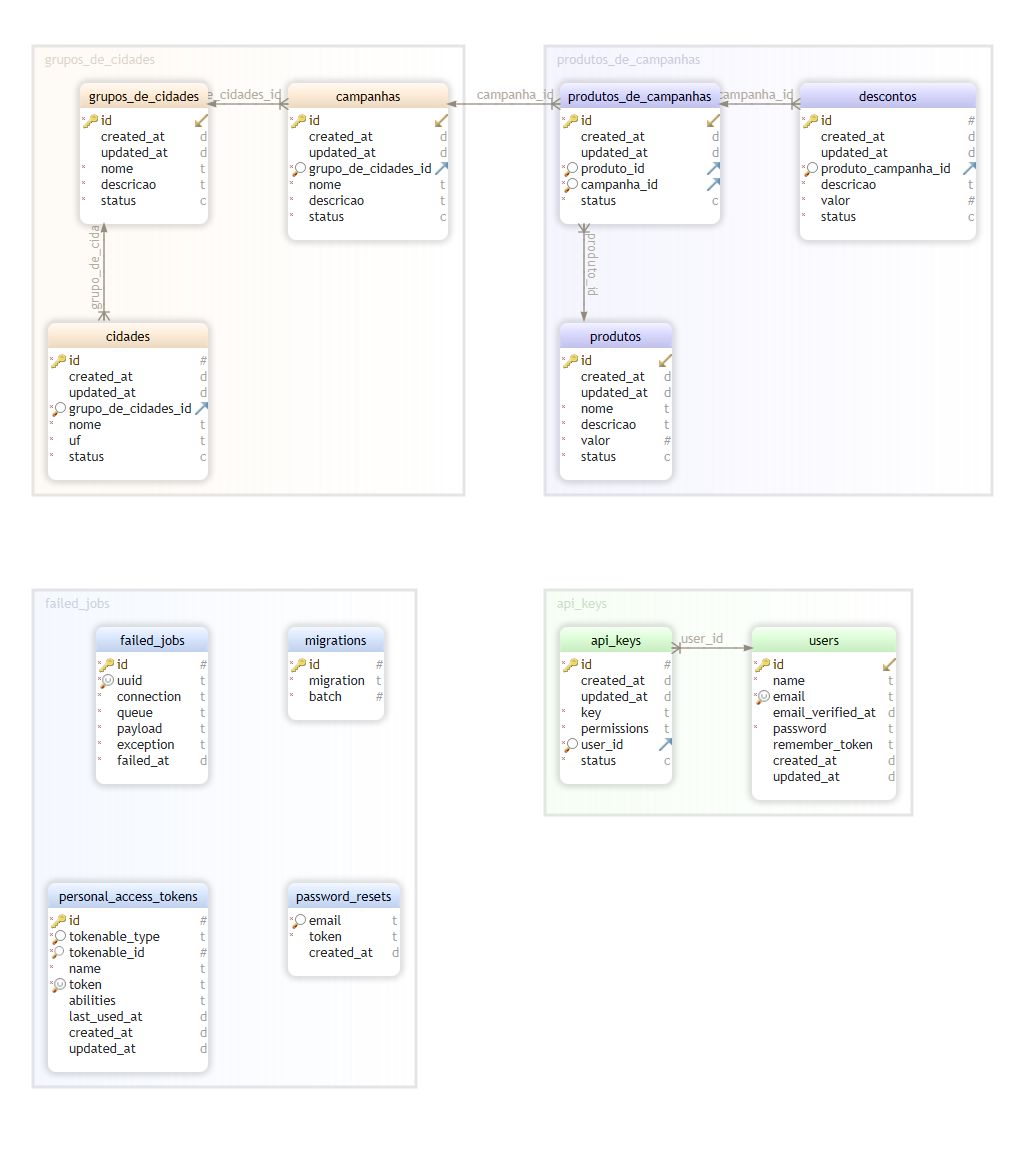 grupos_de_cidades
grupos_de_cidades
id
created_at d
updated_at d
nome t
descricao t
status c
e_cidades_id
campanhas
id
created_at d
updated_at d
grupo_de_cidades_id
nome t
descricao t
status c
grupo_de_cida
cidades
id #
created_at d
updated_at d
grupo_de_cidades_id
nome t
uf t
status c
campanha_id
produtos_de_campanhas
produtos_de_campanhas
id
created_at d
updated_at d
produto_id
campanha_id
status c
campanha_id
descontos
id #
created_at d
updated_at d
produto_campanha_id
descricao t
valor #
status c
produto_id
produtos
id
created_at d
updated_at d
nome t
descricao t
valor #
status c
failed_jobs
failed_jobs
id #
uuid t
connection t
queue t
payload t
exception t
failed_at d
migrations
id #
migration t
batch #
personal_access_tokens
id #
tokenable_type t
tokenable_id #
name t
token t
abilities t
last_used_at d
created_at d
updated_at d
password_resets
email t
token t
created_at d
api_keys
api_keys
id #
created_at d
updated_at d
key t
permissions t
user_id
status c
user_id
users
id
name t
email t
email_verified_at d
password t
remember_token t
created_at d
updated_at d